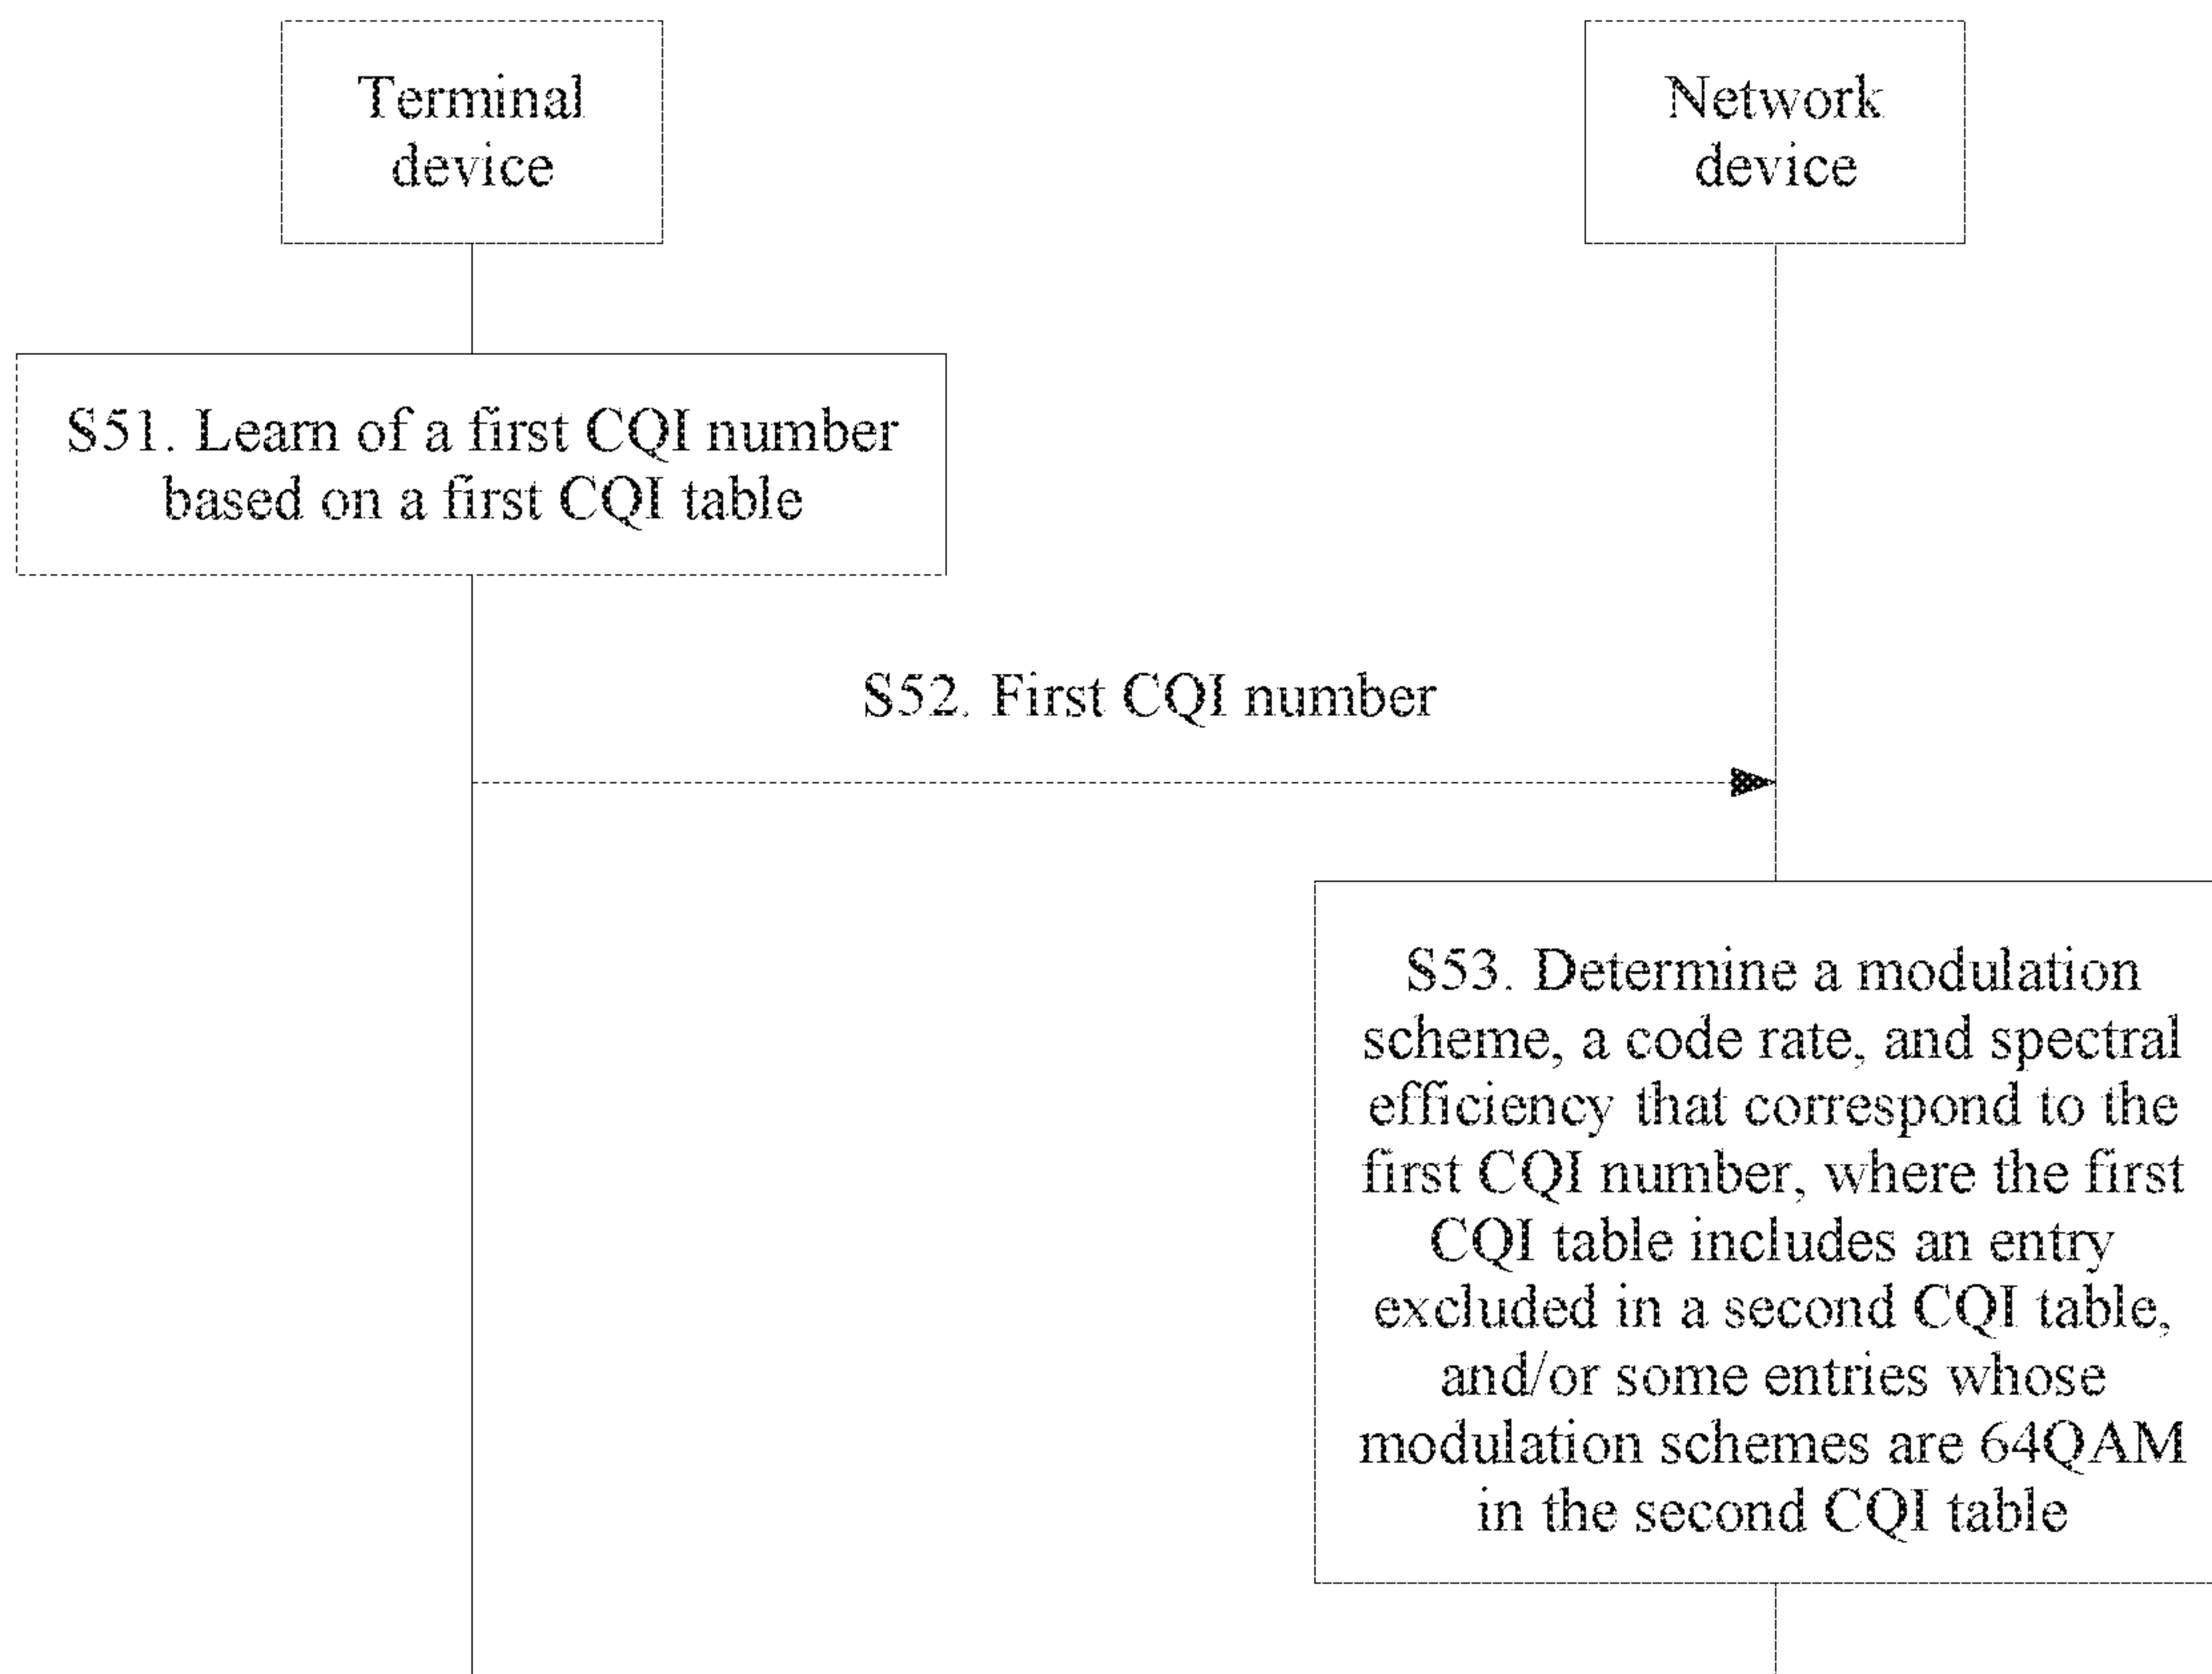 Terminal
device
Network
device
S51. Learn of a first CQI number
based on a first CQI table
S52. First CQI number
S53. Determine a modulation
scheme, a code rate, and spectral
efficiency that correspond to the
first CQI number, where the first
CQI table includes an entry
excluded in a second CQI table,
and/or some entries whose
modulation schemes are 64QAM
in the second CQI table